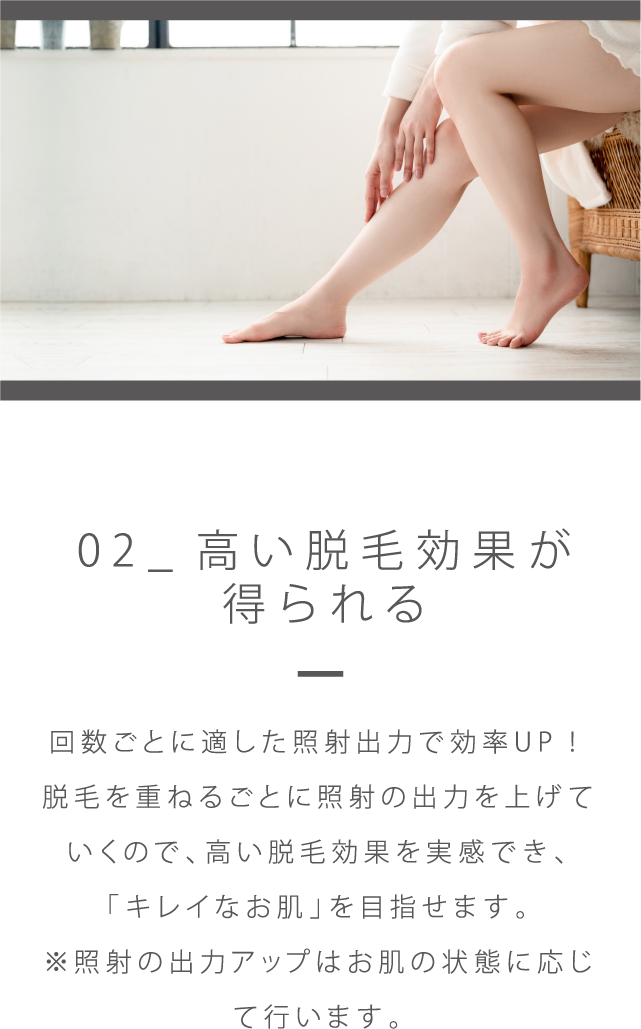 02_ 高い脱毛効果が
得られる
回数ごとに適した照射出力で効率UP！
脱毛を重ねるごとに照射の出力を上げて
いくので、高い脱毛効果を実感でき、
「キレイなお肌」を目指せます。
※照射の出力アップはお肌の状態に応じ
て行います。